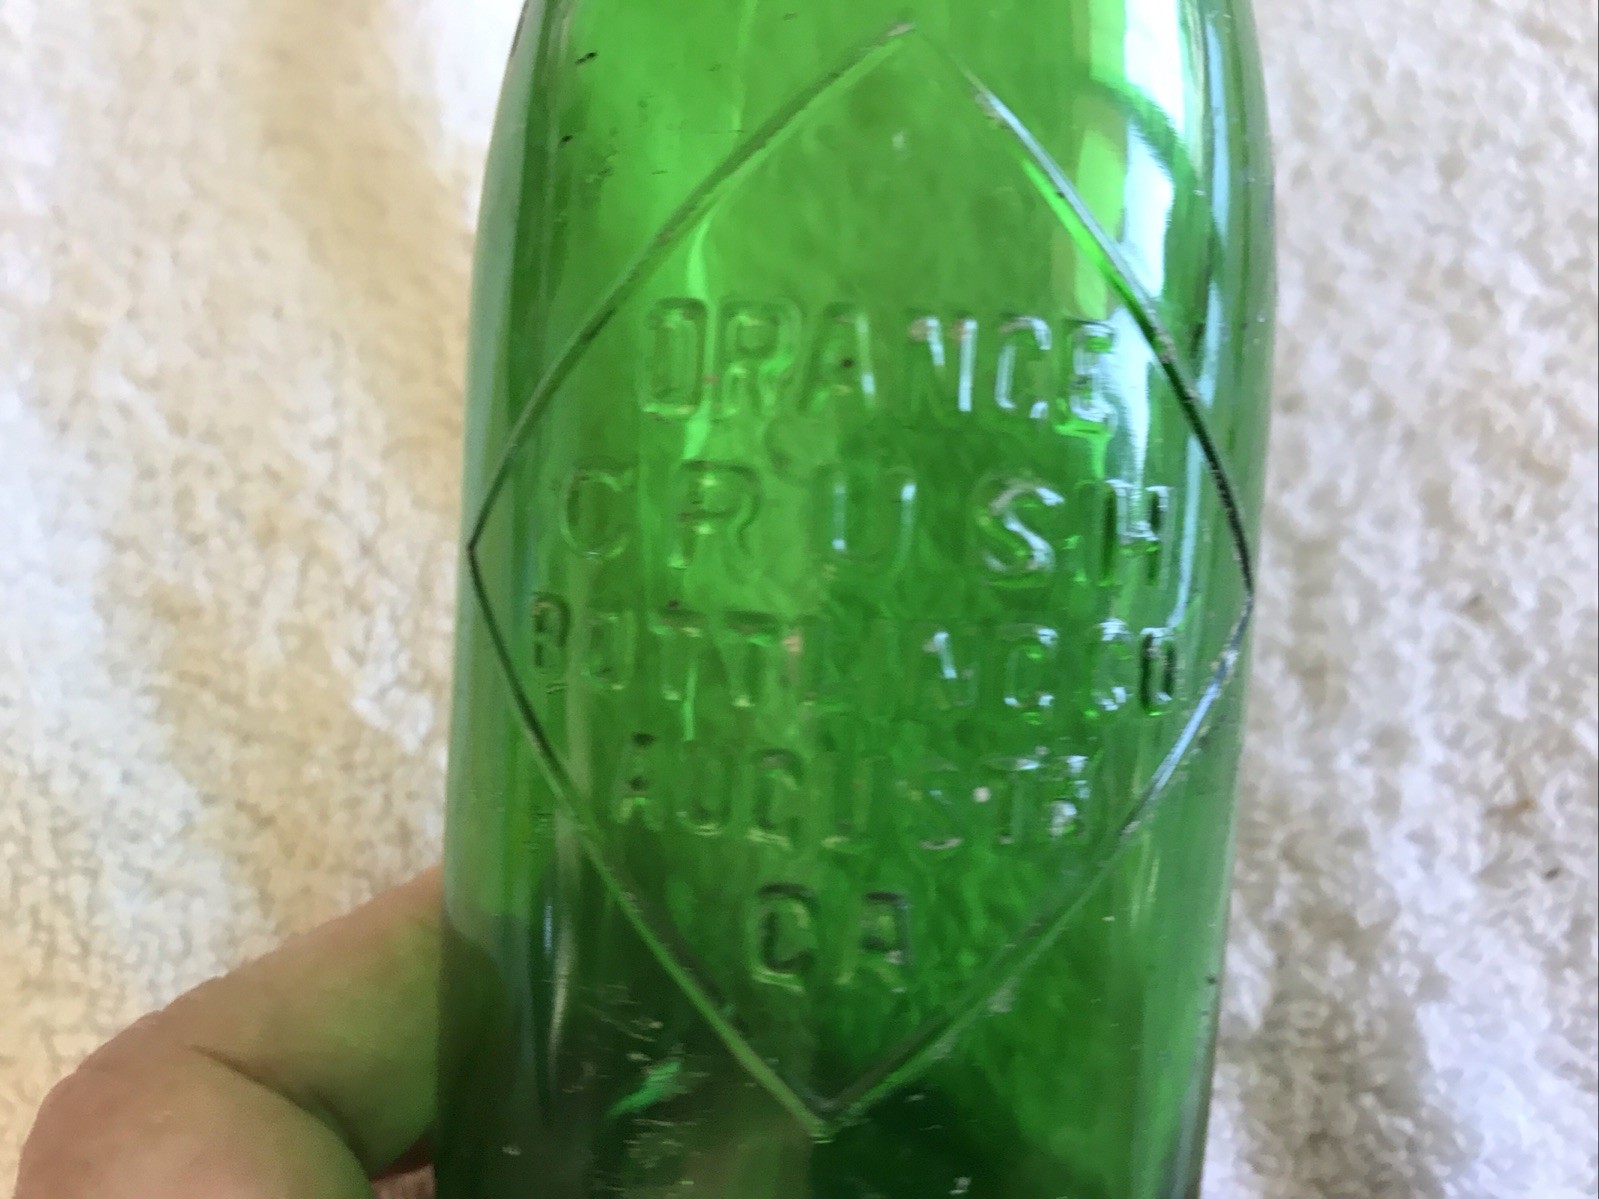 ORANGE
CRUSH
BOTTLING CO
AUGUSTA
GA